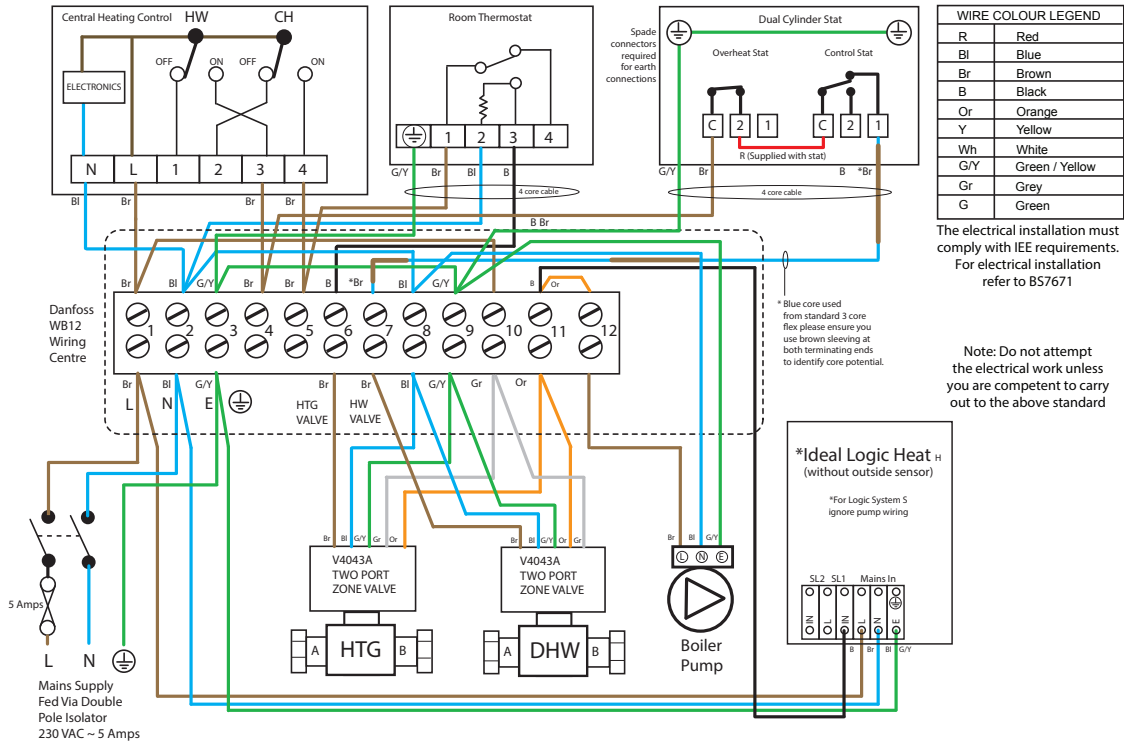 Central Heating Control
HW
CH
OFF
ON
OFF
ON
ELECTRONICS
N L 1 2 3 4
Bl
Br
Br
Br
Room Thermostat
1 2 3 4
G/Y
Br
Bl
B
4 core cable
Spade
connectors
required
for earth
connections
Dual Cylinder Stat
Overheat Stat
Control Stat
C 2 1
C 2 1
R (Supplied with stat)
G/Y
Br
B
*Br
4 core cable
B Br
WIRE COLOUR LEGEND
R Red
Bl Blue
Br Brown
B Black
Or Orange
Y Yellow
Wh White
G/Y Green / Yellow
Gr Grey
G Green
The electrical installation must
comply with IEE requirements.
For electrical installation
refer to BS7671
Note: Do not attempt
the electrical work unless
you are competent to carry
out to the above standard
Br Bl G/Y Br Br B *Br Bl G/Y B Or
Danfoss
WB12
Wiring
Centre
1 2 3 4 5 6 7 8 9 10 11 12
* Blue core used
from standard 3 core
flex please ensure you
use brown sleeving at
both terminating ends
to identify core potential.
Br Bl G/Y Br Br Bl G/Y Gr Or
L N E
HTG
VALVE
HW
VALVE
5 Amps
L N
Mains Supply
Fed Via Double
Pole Isolator
230 VAC ~ 5 Amps
Br Bl G/Y Gr Or
V4043A
TWO PORT
ZONE VALVE
A HTG B
Br Bl G/Y Or Gr
V4043A
TWO PORT
ZONE VALVE
A DHW B
Br Bl G/Y
L N E
Boiler
Pump
*Ideal Logic Heat H
(without outside sensor)
*For Logic System S
ignore pump wiring
SL2 SL1 Mains In
IN L IN L N E
B Br Bl G/Y